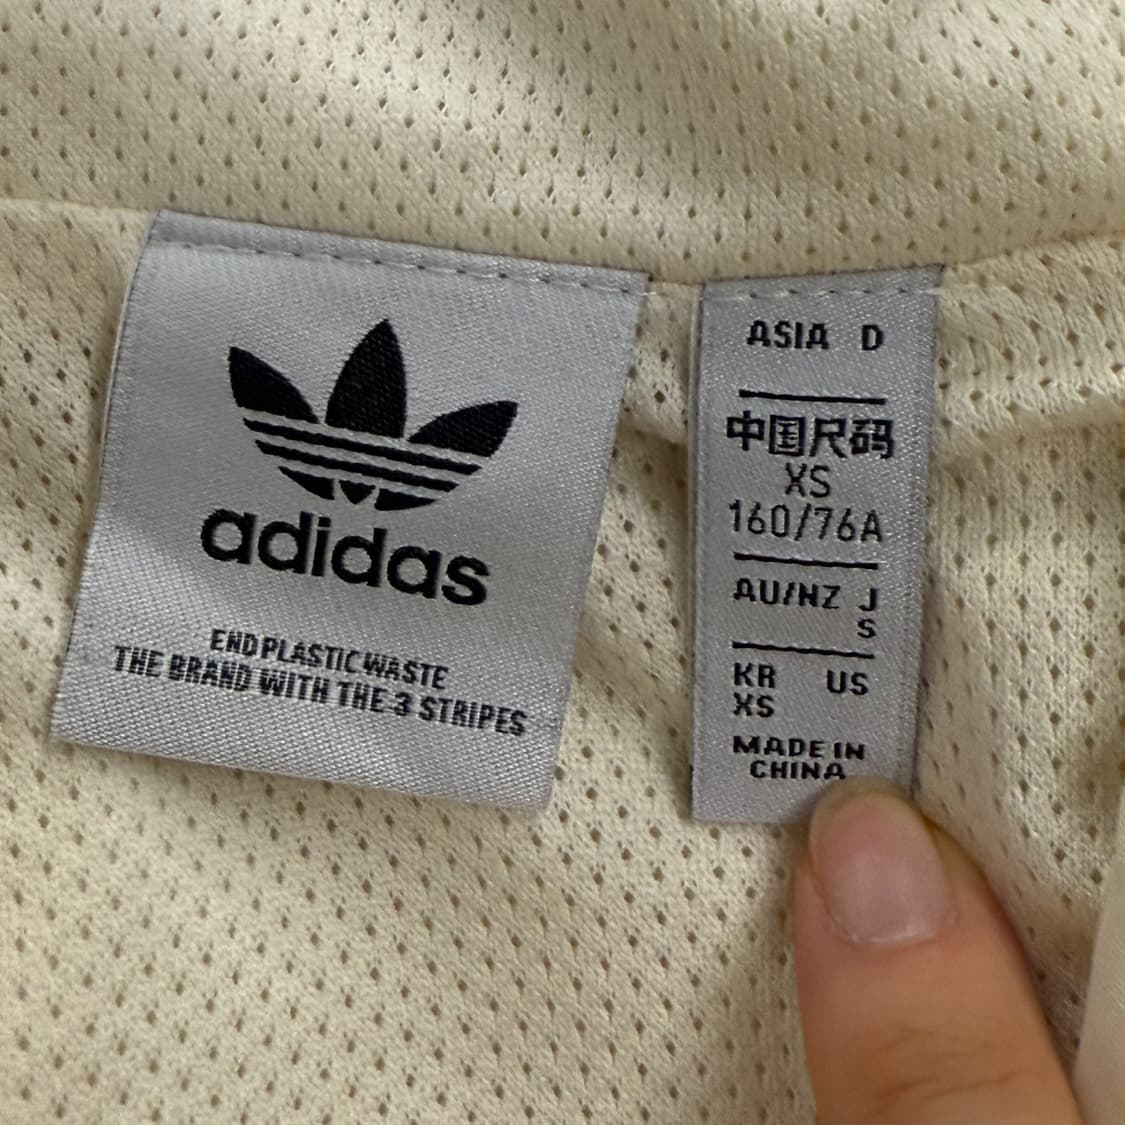 adidas
END PLASTIC WASTE
THE BRAND WITH THE 3 STRIPES
ASIA D
中国尺码
XS
160/76A
AU/NZ J
S
KR US
XS
MADE IN
CHINA